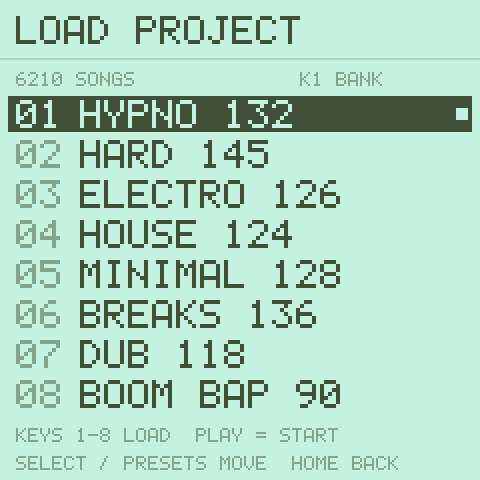 LOAD PROJECT
6210 SONGS K1 BANK
01 HYPNO 132
02 HARD 145
03 ELECTRO 126
04 HOUSE 124
05 MINIMAL 128
06 BREAKS 136
07 DUB 118
08 BOOM BAP 90
KEYS 1-8 LOAD PLAY = START
SELECT / PRESETS MOVE HOME BACK